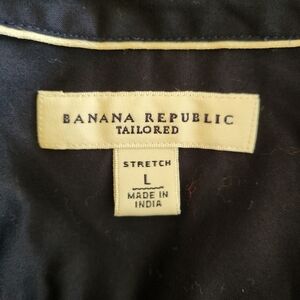 BANANA REPUBLIC
TAILORED
STRETCH
L
MADE IN
INDIA